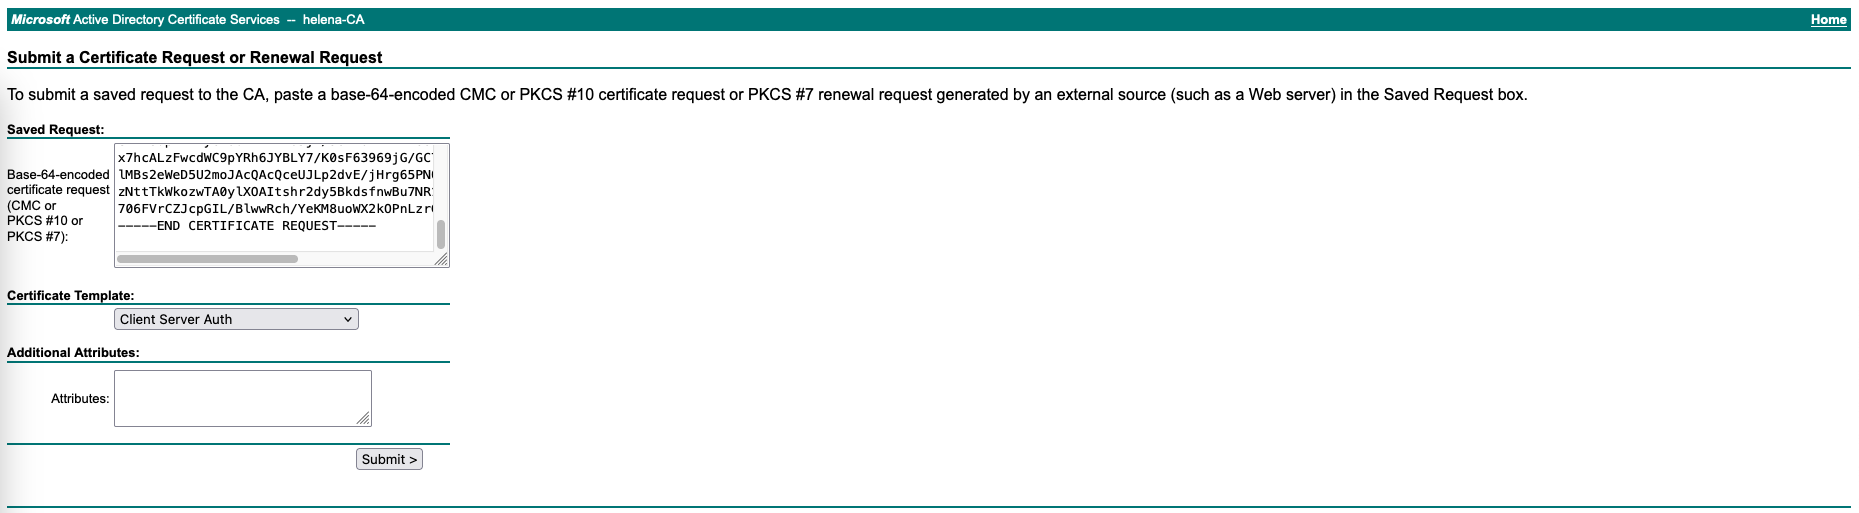 Microsoft Active Directory Certificate Services -- helena-CA
Home
Submit a Certificate Request or Renewal Request
To submit a saved request to the CA, paste a base-64-encoded CMC or PKCS #10 certificate request or PKCS #7 renewal request generated by an external source (such as a Web server) in the Saved Request box.
Saved Request:
Base-64-encoded
certificate request
(CMC or
PKCS #10 or
PKCS #7):
x7hcALzFwcdWC9pYRh6JYBLY7/K0sF63969jG/GC
lMBs2eWeD5U2moJAcQAcQceUJLp2dvE/jHrg65PN
zNttTkWkozwTA0ylXOAItshr2dy5BkdsfnwBu7NR
706FVrCZJcpGIL/BlwwRch/YeKM8uoWX2kOPnLzr
-----END CERTIFICATE REQUEST-----
Certificate Template:
Client Server Auth
Additional Attributes:
Attributes:
Submit >